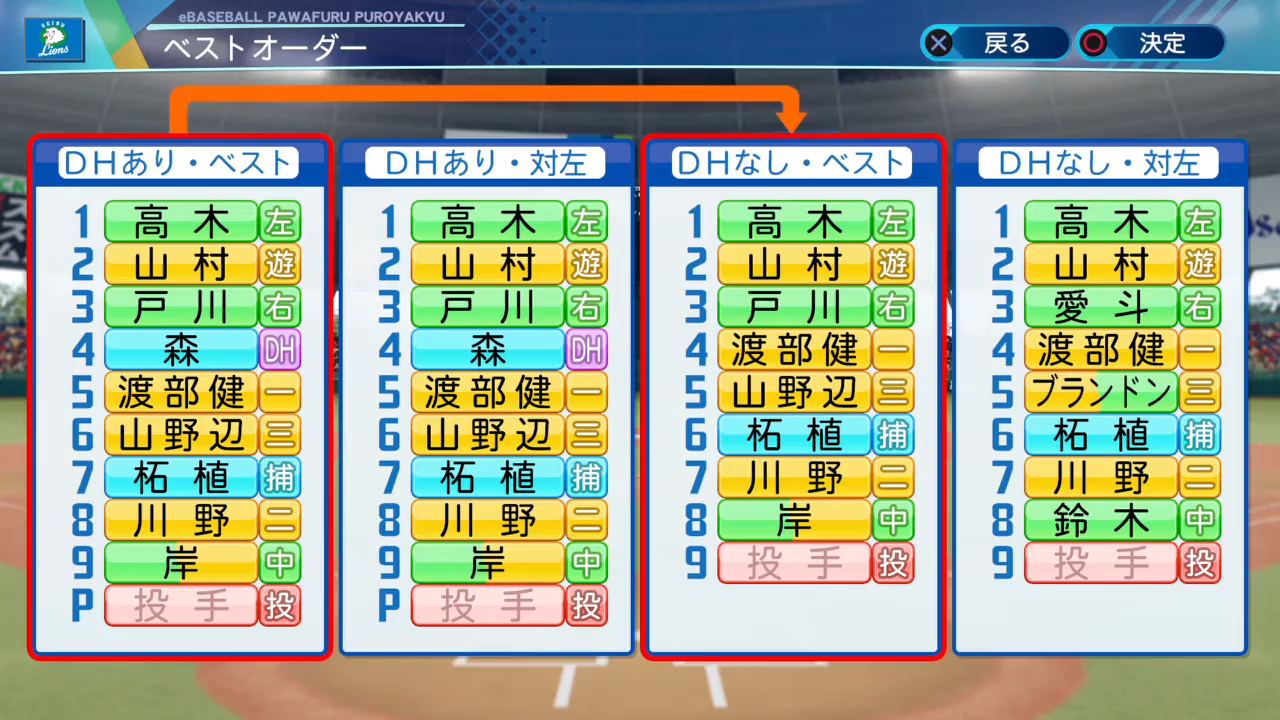 SEIBU
Lions
eBASEBALL PAWAFURU PUROYAKYU
ベストオーダー
戻る
決定
DHあり・ベスト
1 高木 左
2 山村 遊
3 戸川 右
4 森 DH
5 渡部健 一
6 山野辺 三
7 柘植 捕
8 川野 二
9 岸 中
P 投手 投
DHあり・対左
1 高木 左
2 山村 遊
3 戸川 右
4 森 DH
5 渡部健 一
6 山野辺 三
7 柘植 捕
8 川野 二
9 岸 中
P 投手 投
DHなし・ベスト
1 高木 左
2 山村 遊
3 戸川 右
4 渡部健 一
5 山野辺 三
6 柘植 捕
7 川野 二
8 岸 中
9 投手 投
DHなし・対左
1 高木 左
2 山村 遊
3 愛斗 右
4 渡部健 一
5 ブランドン 三
6 柘植 捕
7 川野 二
8 鈴木 中
9 投手 投